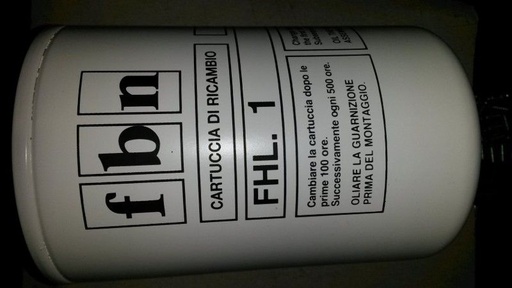 fbn
CARTUCCIA DI RICAMBIO
FHL. 1
Cambiare la cartuccia dopo le
prime 100 ore.
Successivamente ogni 500 ore.
OLIARE LA GUARNIZIONE
PRIMA DEL MONTAGGIO.